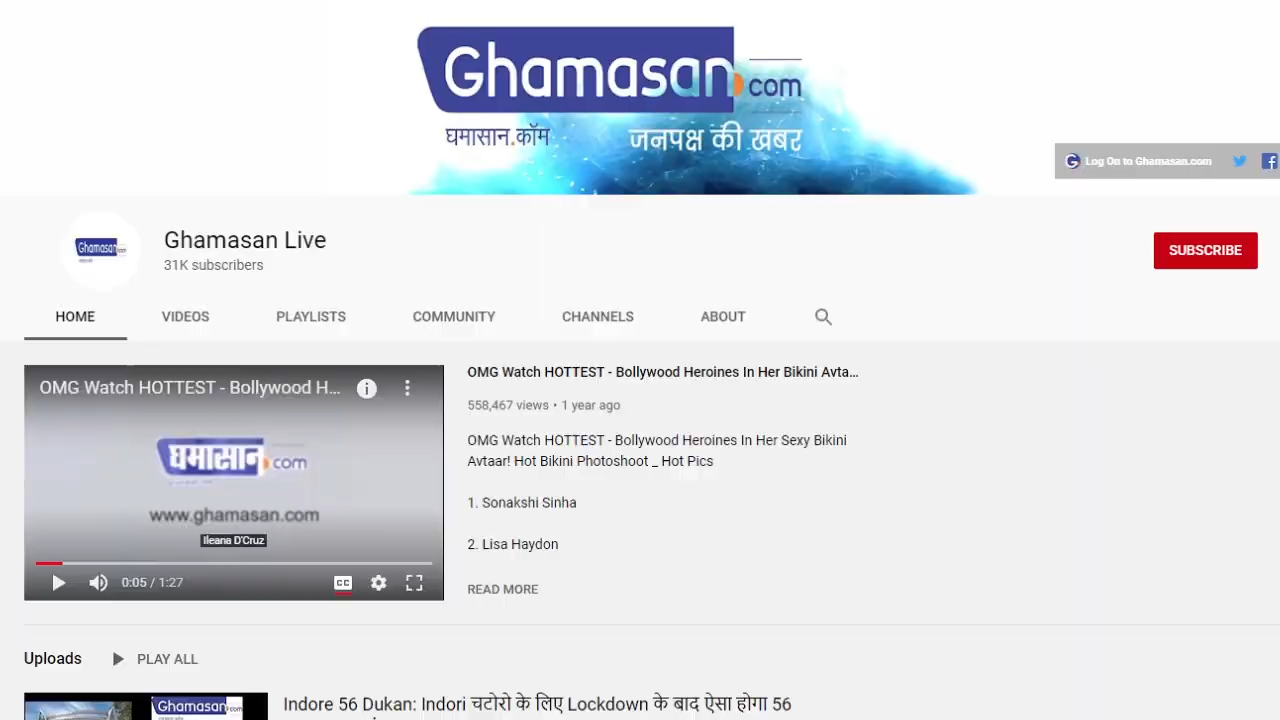 Ghamasan.com
घमासान.कॉम
जनपक्ष की खबर
Log On to Ghamasan.com
Ghamasan
Ghamasan Live
31K subscribers
SUBSCRIBE
HOME
VIDEOS
PLAYLISTS
COMMUNITY
CHANNELS
ABOUT
OMG Watch HOTTEST - Bollywood H...
घमासान.com
www.ghamasan.com
Ileana D'Cruz
0:05 / 1:27
CC
OMG Watch HOTTEST - Bollywood Heroines In Her Bikini Avta...
558,467 views • 1 year ago
OMG Watch HOTTEST - Bollywood Heroines In Her Sexy Bikini
Avtaar! Hot Bikini Photoshoot _ Hot Pics
1. Sonakshi Sinha
2. Lisa Haydon
READ MORE
Uploads
PLAY ALL
Ghamasan
Indore 56 Dukan: Indori चटोरो के लिए Lockdown के बाद ऐसा होगा 56